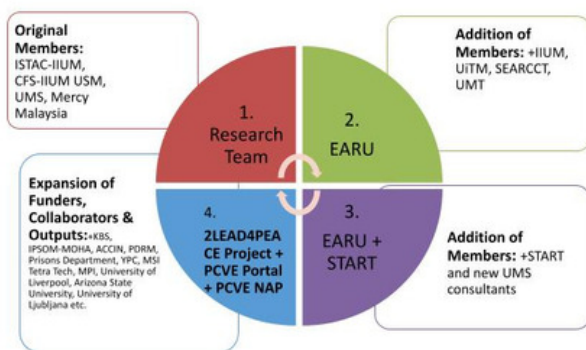 Original
Members:
ISTAC-IIUM,
CFS-IIUM USM,
UMS, Mercy
Malaysia
1.
Research
Team
2.
EARU
Addition of
Members: +IIUM,
UiTM, SEARCCT,
UMT
Expansion of
Funders,
Collaborators &
Outputs: +KBS,
IPSOM-MOHA, ACCIN, PDRM,
Prisons Department, YPC, MSI
Tetra Tech, MPI, University of
Liverpool, Arizona State
University, University of
Ljubljana etc.
4.
2LEAD4PEA
CE Project +
PCVE Portal
+ PCVE NAP
3.
EARU +
START
Addition of
Members: +START
and new UMS
consultants